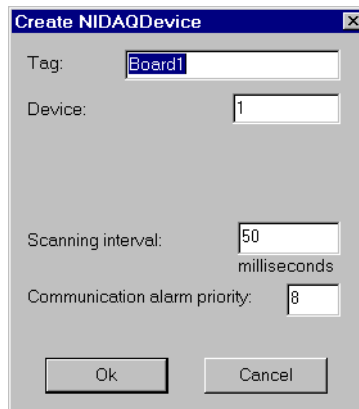 Create NIDAQDevice
Tag: Board1
Device: 1
Scanning interval: 50
milliseconds
Communication alarm priority: 8
Ok Cancel